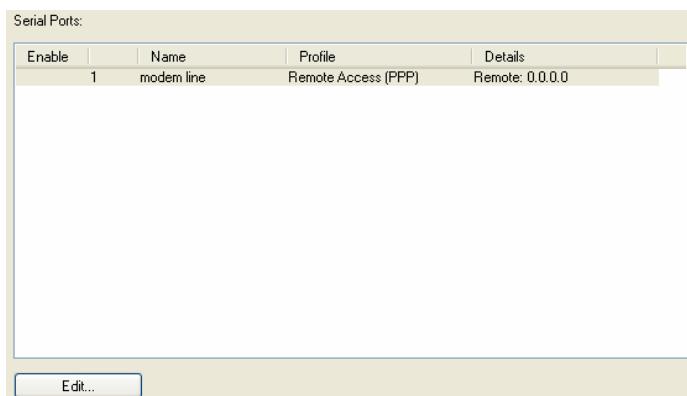 Serial Ports:
Enable Name Profile Details
1 modem line Remote Access (PPP) Remote: 0.0.0.0
Edit...